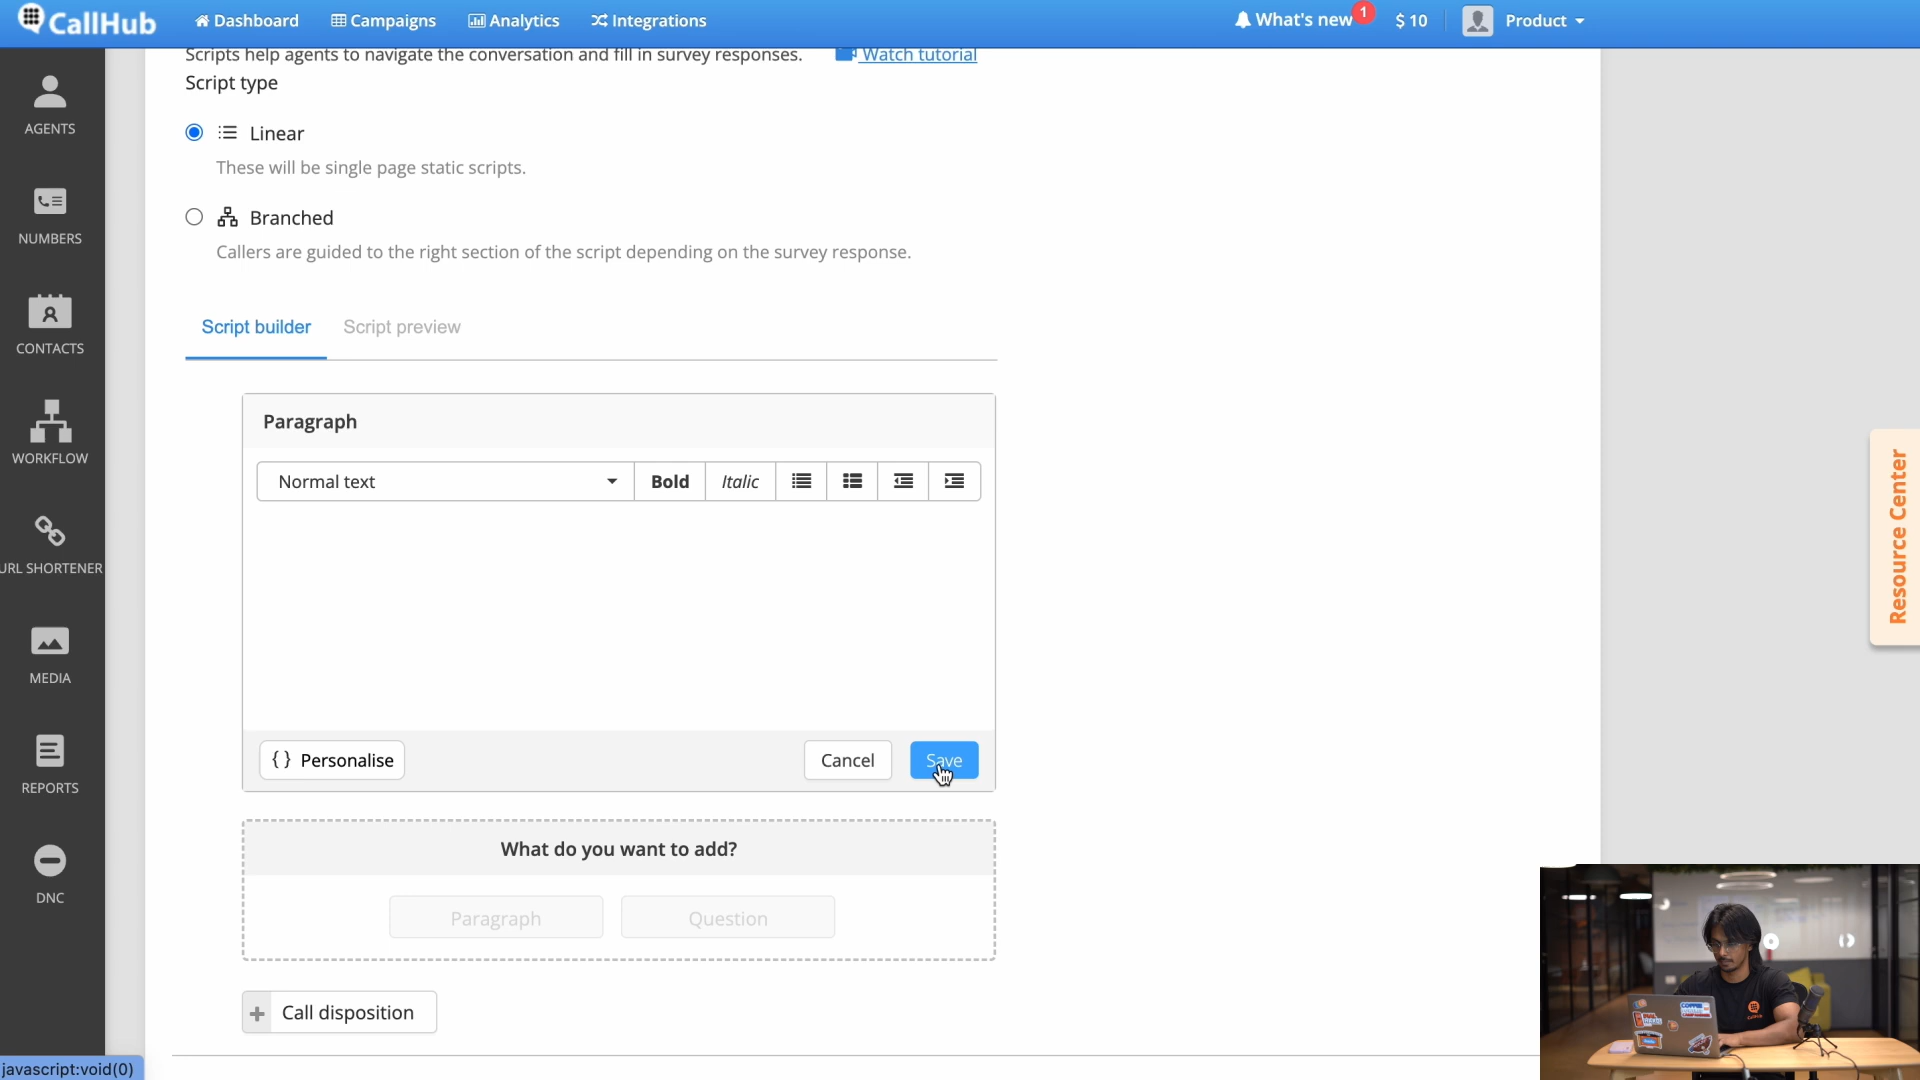 CallHub
Dashboard
Campaigns
Analytics
Integrations
What's new
1
$ 10
Product
Scripts help agents to navigate the conversation and fill in survey responses.
Watch tutorial
Script type
AGENTS
Linear
These will be single page static scripts.
NUMBERS
Branched
Callers are guided to the right section of the script depending on the survey response.
CONTACTS
Script builder
Script preview
WORKFLOW
Paragraph
Normal text
Bold
Italic
URL SHORTENER
Resource Center
MEDIA
{ } Personalise
Cancel
Save
REPORTS
What do you want to add?
DNC
Paragraph
Question
+ Call disposition
javascript:void(0)